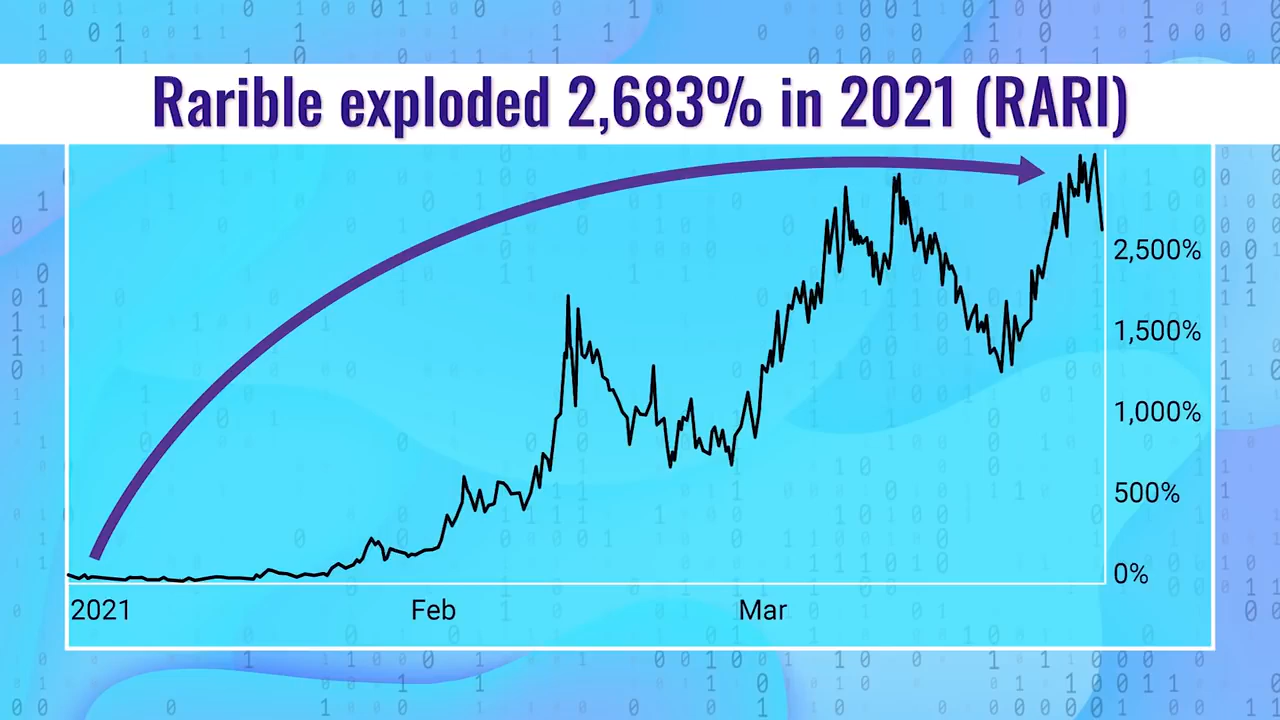 Rarible exploded 2,683% in 2021 (RARI)
2,500%
1,500%
1,000%
500%
0%
2021 Feb Mar